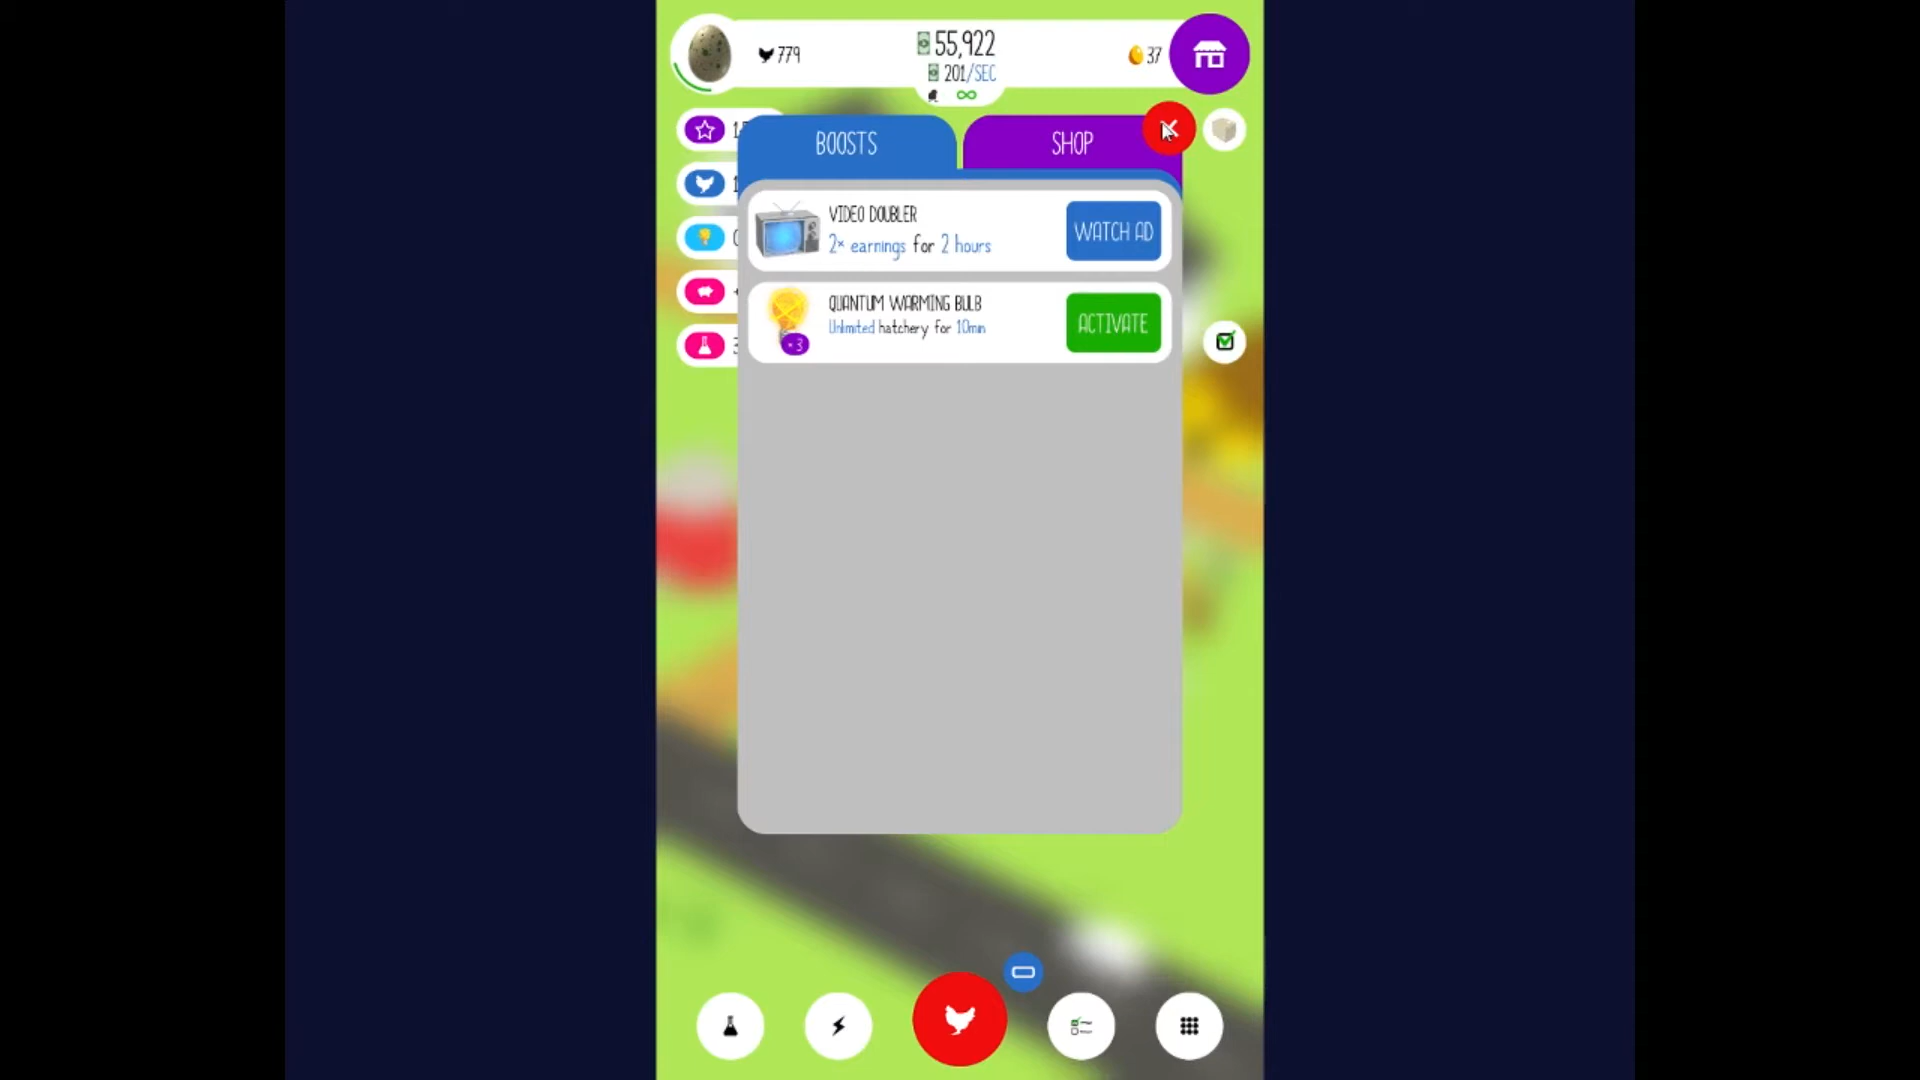 779
55,922
201/SEC
37
BOOSTS
SHOP
VIDEO DOUBLER
2× earnings for 2 hours
WATCH AD
QUANTUM WARMING BULB
Unlimited hatchery for 10min
×3
ACTIVATE